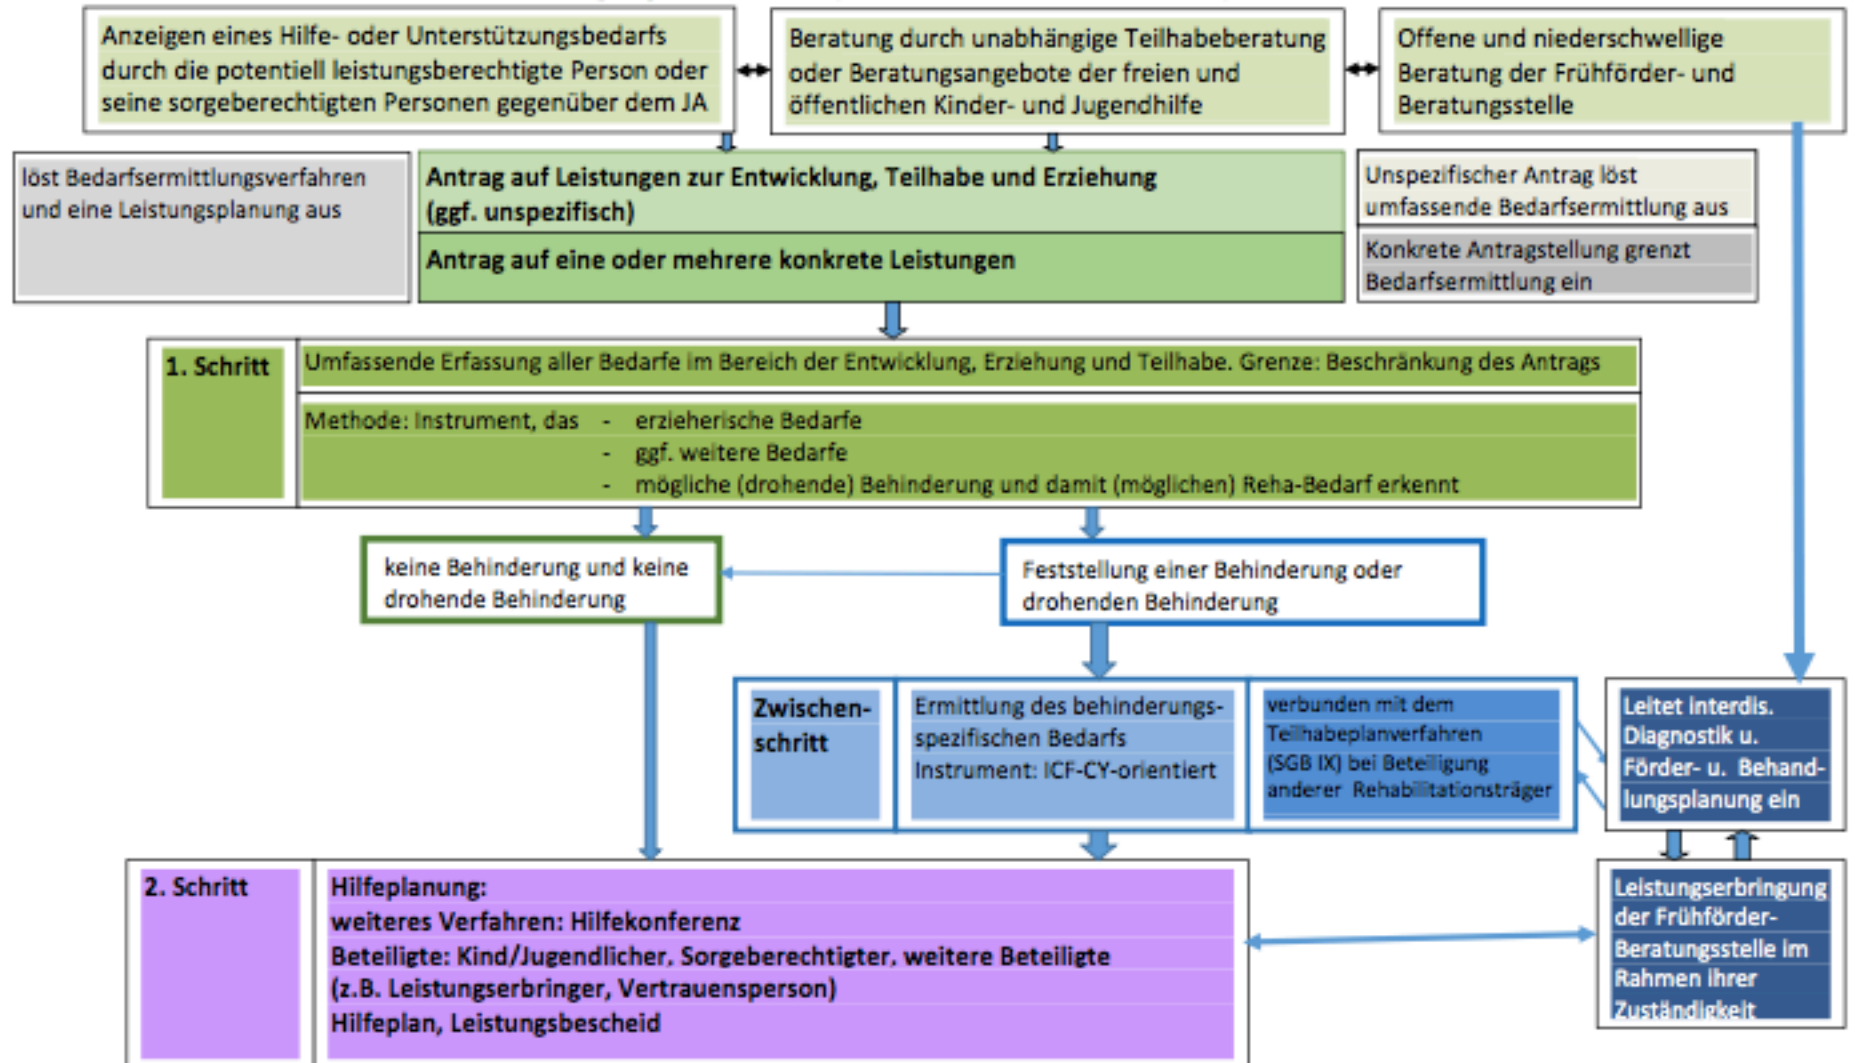 Anzeigen eines Hilfe- oder Unterstützungsbedarfs
durch die potentiell leistungsberechtigte Person oder
seine sorgeberechtigten Personen gegenüber dem JA
Beratung durch unabhängige Teilhabeberatung
oder Beratungsangebote der freien und
öffentlichen Kinder- und Jugendhilfe
Offene und niederschwellige
Beratung der Frühförder- und
Beratungsstelle
löst Bedarfsermittlungsverfahren
und eine Leistungsplanung aus
Antrag auf Leistungen zur Entwicklung, Teilhabe und Erziehung
(ggf. unspezifisch)
Antrag auf eine oder mehrere konkrete Leistungen
Unspezifischer Antrag löst
umfassende Bedarfsermittlung aus
Konkrete Antragstellung grenzt
Bedarfsermittlung ein
1. Schritt
Umfassende Erfassung aller Bedarfe im Bereich der Entwicklung, Erziehung und Teilhabe. Grenze: Beschränkung des Antrags
Methode: Instrument, das - erzieherische Bedarfe
- ggf. weitere Bedarfe
- mögliche (drohende) Behinderung und damit (möglichen) Reha-Bedarf erkennt
keine Behinderung und keine
drohende Behinderung
Feststellung einer Behinderung oder
drohenden Behinderung
Zwischen-
schritt
Ermittlung des behinderungs-
spezifischen Bedarfs
Instrument: ICF-CY-orientiert
verbunden mit dem
Teilhabeplanverfahren
(SGB IX) bei Beteiligung
anderer Rehabilitationsträger
Leitet interdis.
Diagnostik u.
Förder- u. Behand-
lungsplanung ein
2. Schritt
Hilfeplanung:
weiteres Verfahren: Hilfekonferenz
Beteiligte: Kind/Jugendlicher, Sorgeberechtigter, weitere Beteiligte
(z.B. Leistungserbringer, Vertrauensperson)
Hilfeplan, Leistungsbescheid
Leistungserbringung
der Frühförder-
Beratungsstelle im
Rahmen ihrer
Zuständigkeit